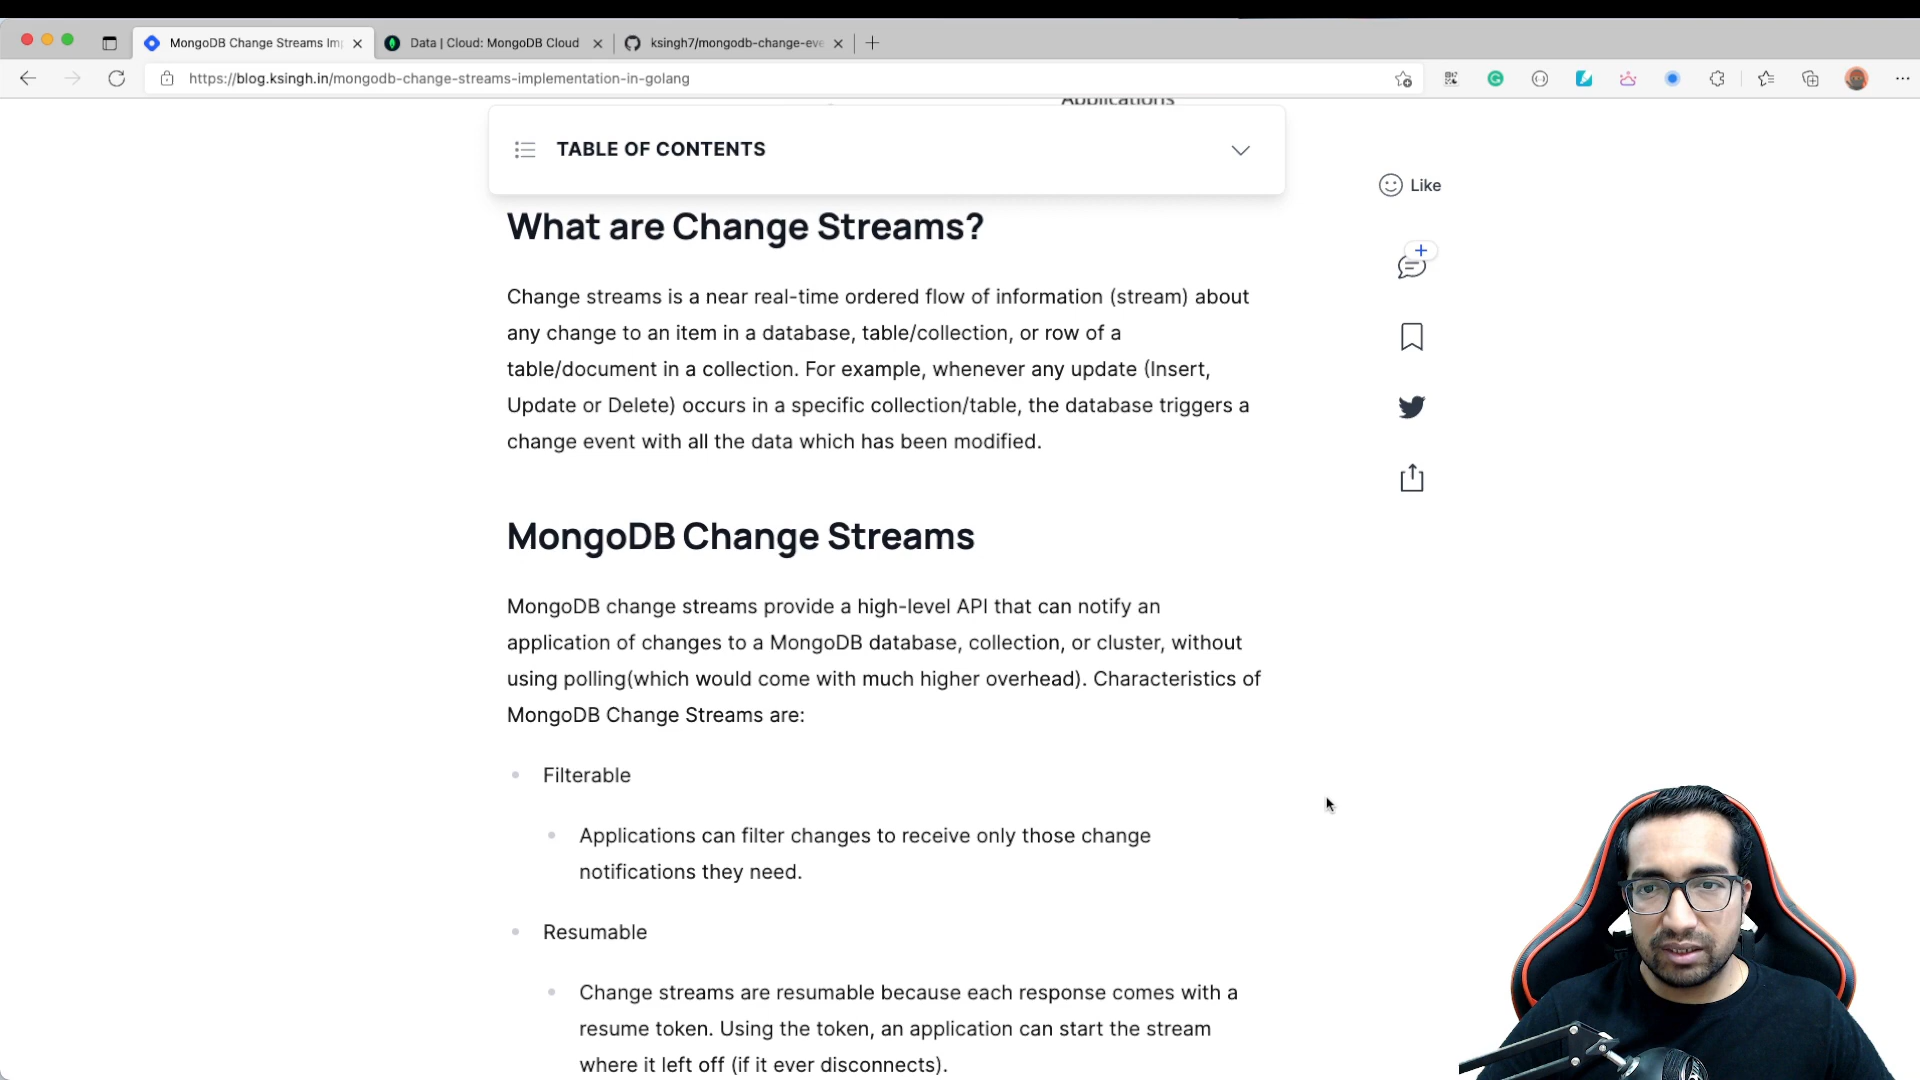 MongoDB Change Streams Im
Data | Cloud: MongoDB Cloud
ksingh7/mongodb-change-eve
https://blog.ksingh.in/mongodb-change-streams-implementation-in-golang
Applications
TABLE OF CONTENTS
Like
What are Change Streams?
Change streams is a near real-time ordered flow of information (stream) about
any change to an item in a database, table/collection, or row of a
table/document in a collection. For example, whenever any update (Insert,
Update or Delete) occurs in a specific collection/table, the database triggers a
change event with all the data which has been modified.
MongoDB Change Streams
MongoDB change streams provide a high-level API that can notify an
application of changes to a MongoDB database, collection, or cluster, without
using polling(which would come with much higher overhead). Characteristics of
MongoDB Change Streams are:
Filterable
Applications can filter changes to receive only those change
notifications they need.
Resumable
Change streams are resumable because each response comes with a
resume token. Using the token, an application can start the stream
where it left off (if it ever disconnects).